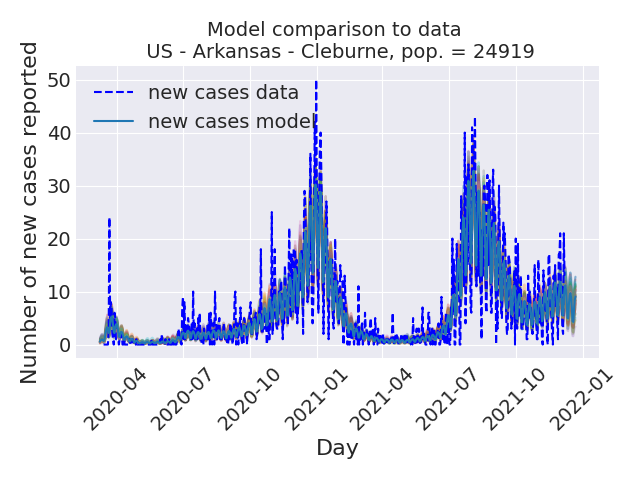 Model comparison to data
US - Arkansas - Cleburne, pop. = 24919
Number of new cases reported
50
40
30
20
10
0
new cases data
new cases model
2020-04
2020-07
2020-10
2021-01
2021-04
2021-07
2021-10
2022-01
Day